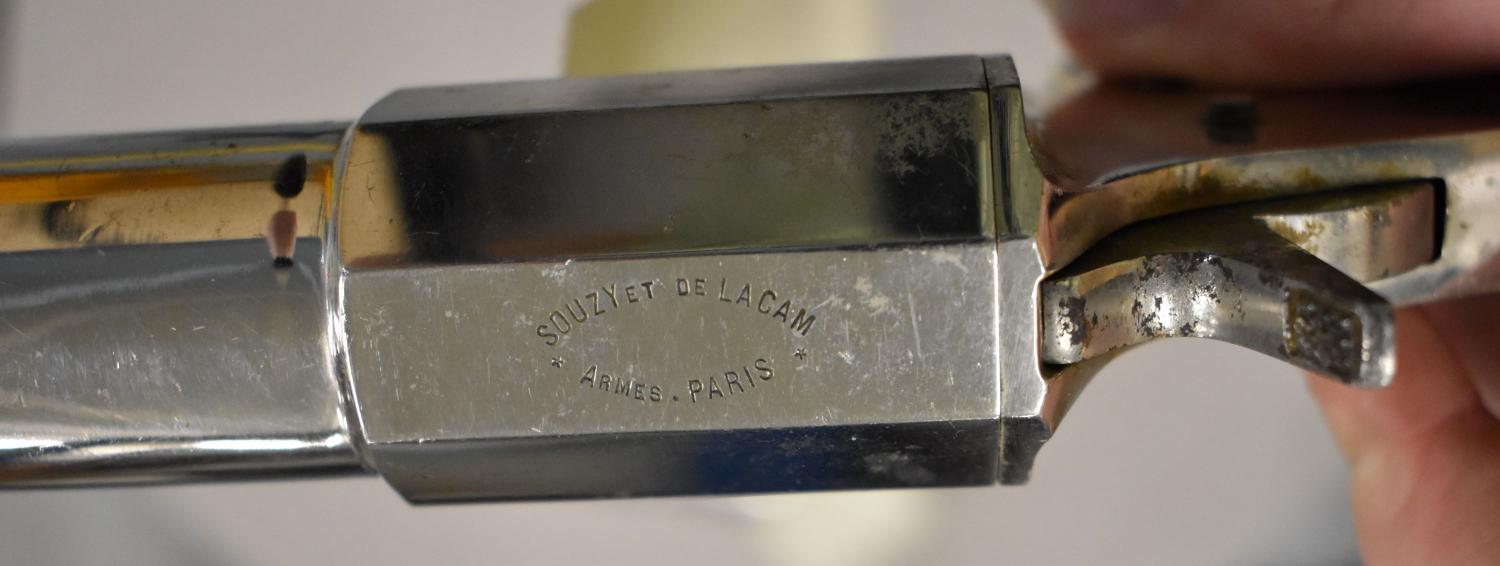 SOUZY ET DE LACAM
* ARMES. PARIS *